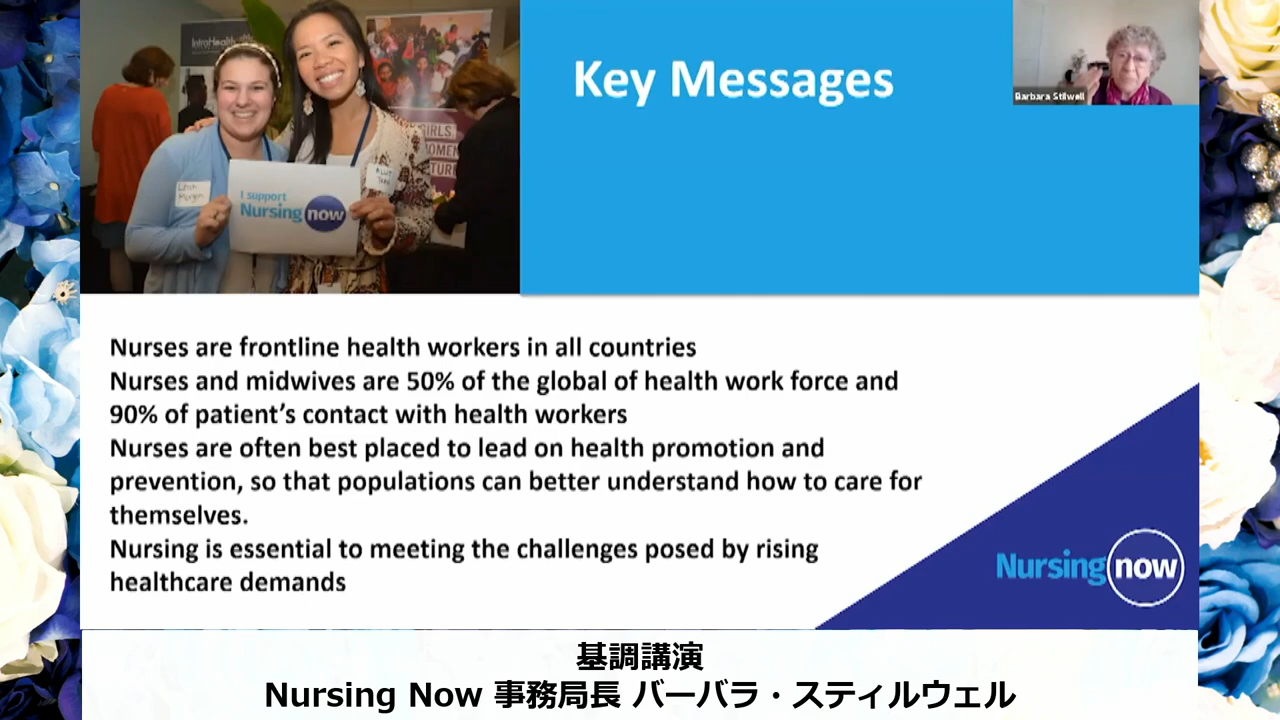 IntraHealth
GIRLS,
WOMEN
I support
Nursing now
Key Messages
Barbara Stilwell
Nurses are frontline health workers in all countries
Nurses and midwives are 50% of the global of health work force and
90% of patient's contact with health workers
Nurses are often best placed to lead on health promotion and
prevention, so that populations can better understand how to care for
themselves.
Nursing is essential to meeting the challenges posed by rising
healthcare demands
Nursing now
基調講演
Nursing Now 事務局長 バーバラ・スティルウェル